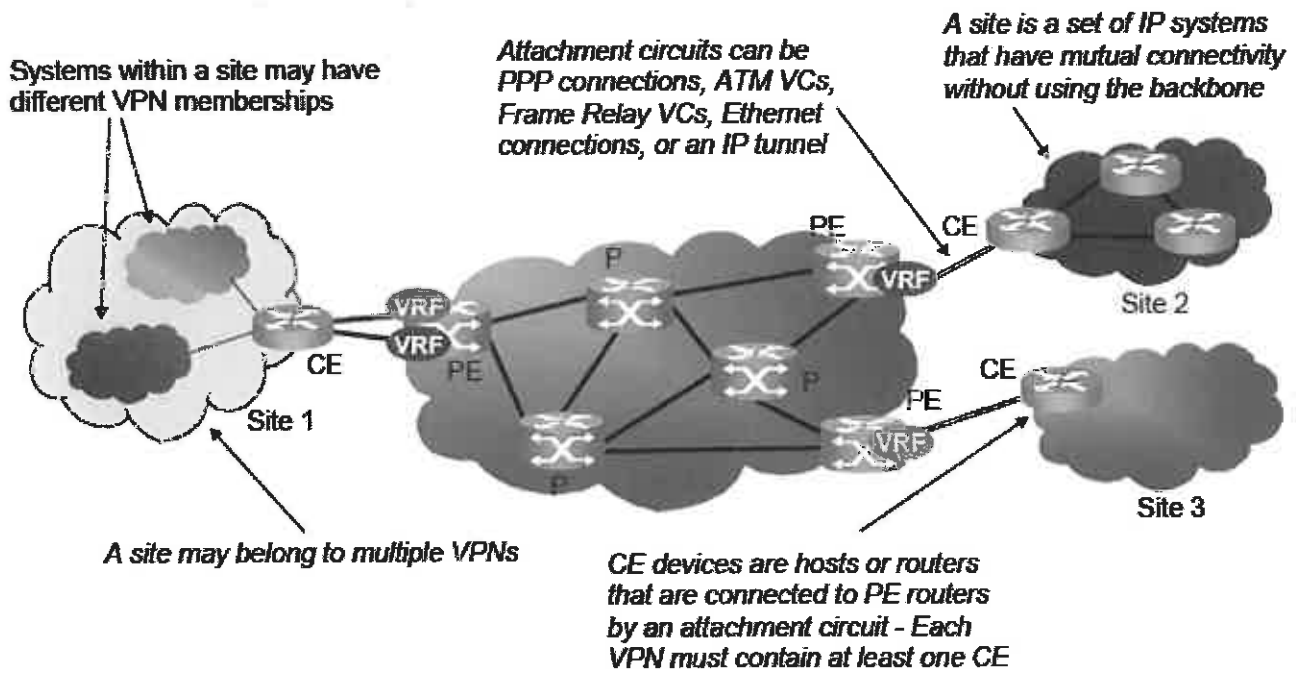 Systems within a site may have
different VPN memberships
Attachment circuits can be
PPP connections, ATM VCs,
Frame Relay VCs, Ethernet
connections, or an IP tunnel
A site is a set of IP systems
that have mutual connectivity
without using the backbone
CE
Site 1
VRF
VRF
PE
P
P
P
PE
VRF
CE
Site 2
PE
VRF
CE
Site 3
A site may belong to multiple VPNs
CE devices are hosts or routers
that are connected to PE routers
by an attachment circuit - Each
VPN must contain at least one CE